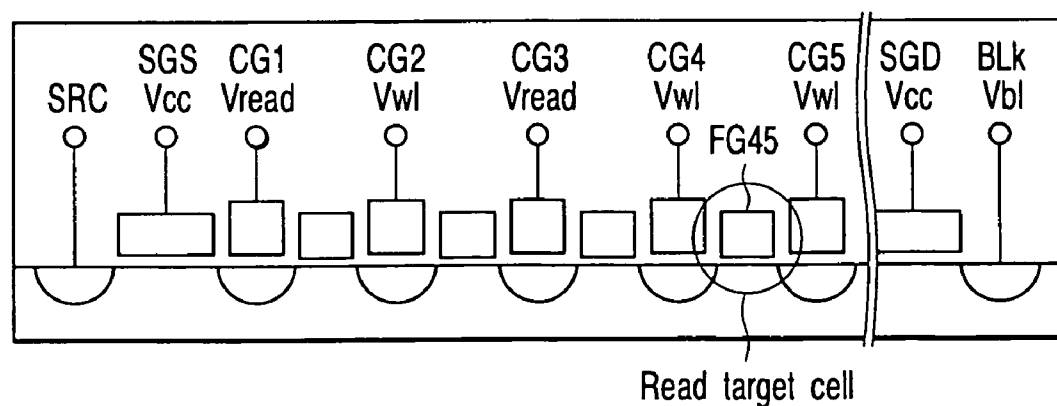 SRC
SGS
Vcc
CG1
Vread
CG2
Vwl
CG3
Vread
CG4
Vwl
FG45
CG5
Vwl
SGD
Vcc
BLk
Vbl
Read target cell